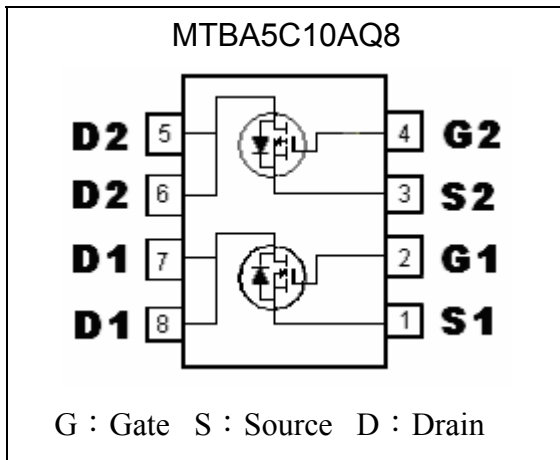 MTBA5C10AQ8
D2 5 4 G2
D2 6 3 S2
D1 7 2 G1
D1 8 1 S1
G：Gate S：Source D：Drain